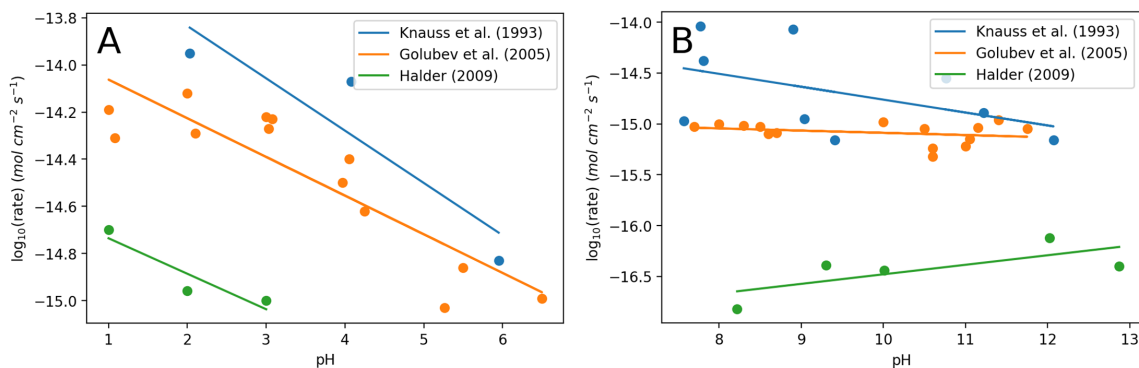 A
Knauss et al. (1993)
Golubev et al. (2005)
Halder (2009)
log₁₀(rate) (mol cm⁻² s⁻¹)
−13.8
−14.0
−14.2
−14.4
−14.6
−14.8
−15.0
1 2 3 4 5 6
pH
B
Knauss et al. (1993)
Golubev et al. (2005)
Halder (2009)
log₁₀(rate) (mol cm⁻² s⁻¹)
−14.0
−14.5
−15.0
−15.5
−16.0
−16.5
8 9 10 11 12 13
pH